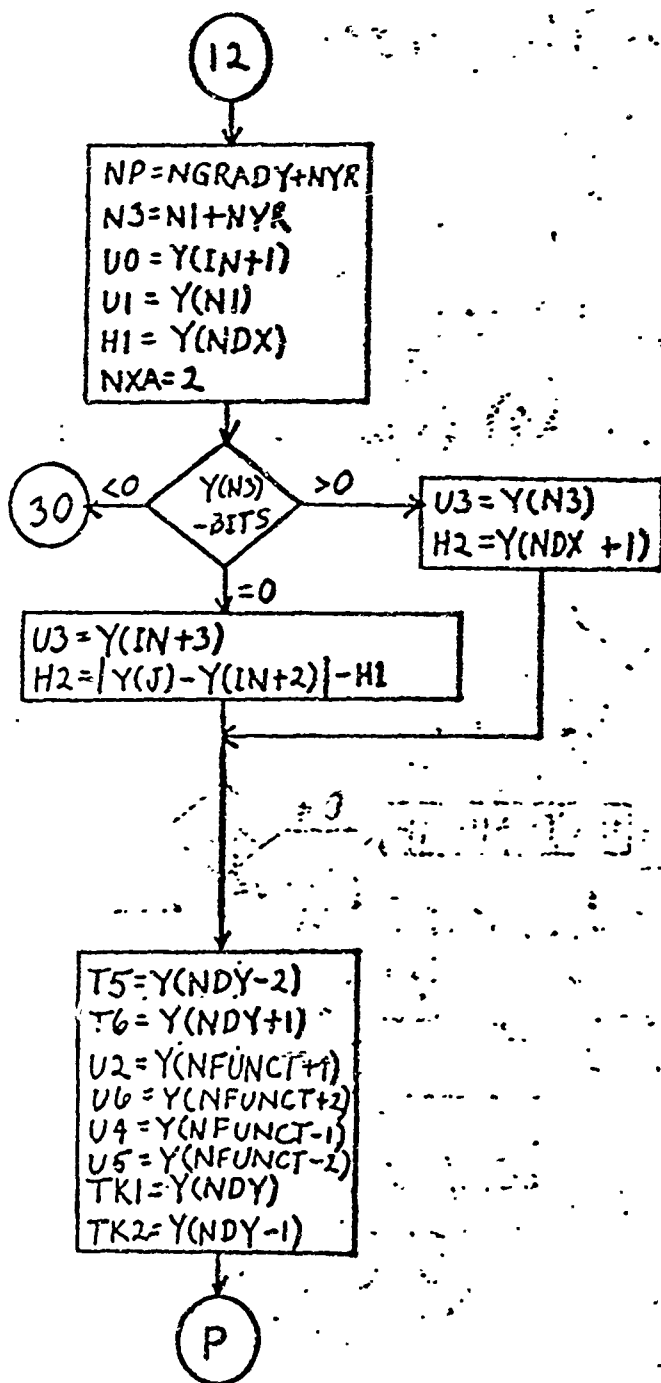 12
NP=NGRADY+NYR
N3=N1+NYR
U0=Y(IN+1)
U1=Y(N1)
H1=Y(NDX)
NXA=2
30
<0
Y(N3)
-BITS
>0
U3=Y(N3)
H2=Y(NDX+1)
=0
U3=Y(IN+3)
H2=|Y(J)-Y(IN+2)|-H1
T5=Y(NDY-2)
T6=Y(NDY+1)
U2=Y(NFUNCT+1)
U6=Y(NFUNCT+2)
U4=Y(NFUNCT-1)
U5=Y(NFUNCT-2)
TK1=Y(NDY)
TK2=Y(NDY-1)
P